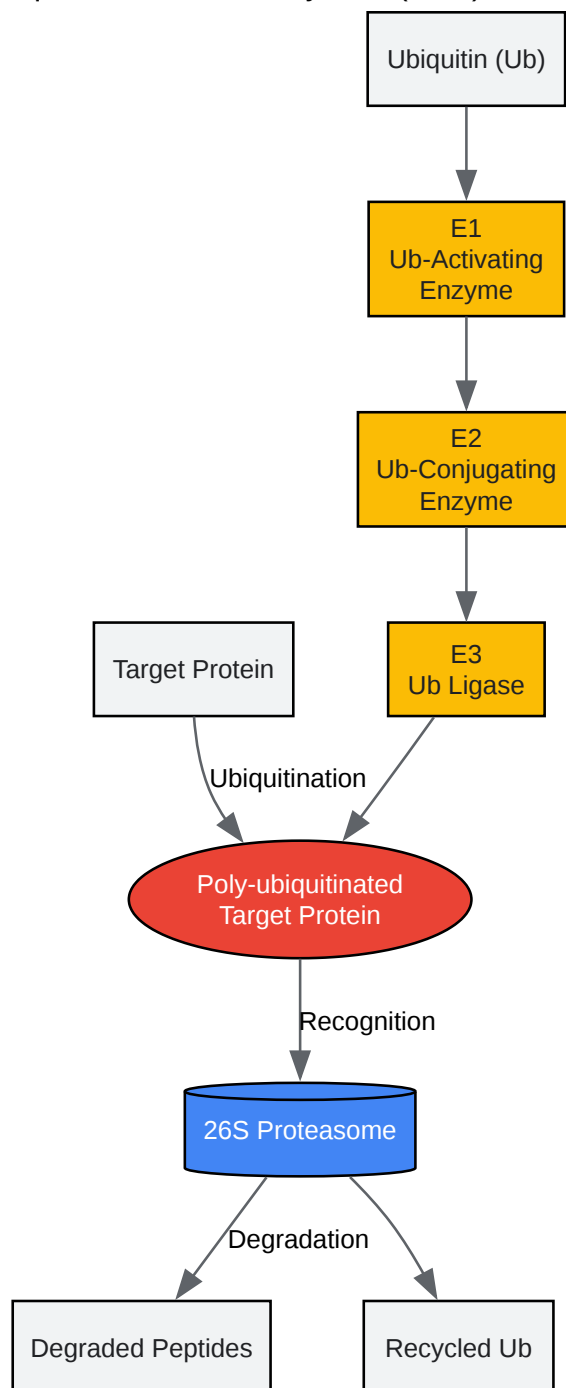 Ubiquitin (Ub)
E1
Ub-Activating
Enzyme
E2
Ub-Conjugating
Enzyme
Target Protein
E3
Ub Ligase
Ubiquitination
Poly-ubiquitinated
Target Protein
Recognition
26S Proteasome
Degradation
Degraded Peptides
Recycled Ub